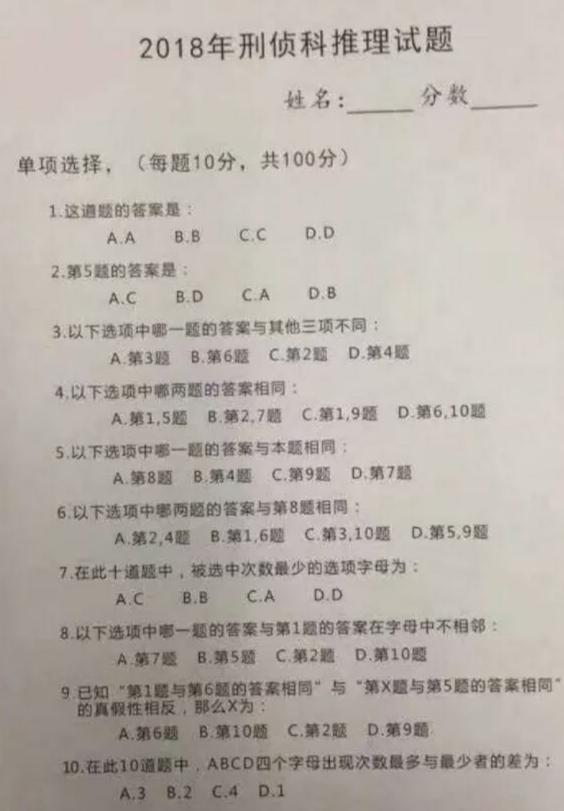 2018年刑侦科推理试题
姓名：_____ 分数_____
单项选择，（每题10分，共100分）
1.这道题的答案是：
A.A B.B C.C D.D
2.第5题的答案是：
A.C B.D C.A D.B
3.以下选项中哪一题的答案与其他三项不同：
A.第3题 B.第6题 C.第2题 D.第4题
4.以下选项中哪两题的答案相同：
A.第1,5题 B.第2,7题 C.第1,9题 D.第6,10题
5.以下选项中哪一题的答案与本题相同：
A.第8题 B.第4题 C.第9题 D.第7题
6.以下选项中哪两题的答案与第8题相同：
A.第2,4题 B.第1,6题 C.第3,10题 D.第5,9题
7.在此十道题中，被选中次数最少的选项字母为：
A.C B.B C.A D.D
8.以下选项中哪一题的答案与第1题的答案在字母中不相邻：
A.第7题 B.第5题 C.第2题 D.第10题
9.已知“第1题与第6题的答案相同”与“第X题与第5题的答案相同”
的真假性相反，那么X为：
A.第6题 B.第10题 C.第2题 D.第9题
10.在此10道题中，ABCD四个字母出现次数最多与最少者的差为：
A.3 B.2 C.4 D.1